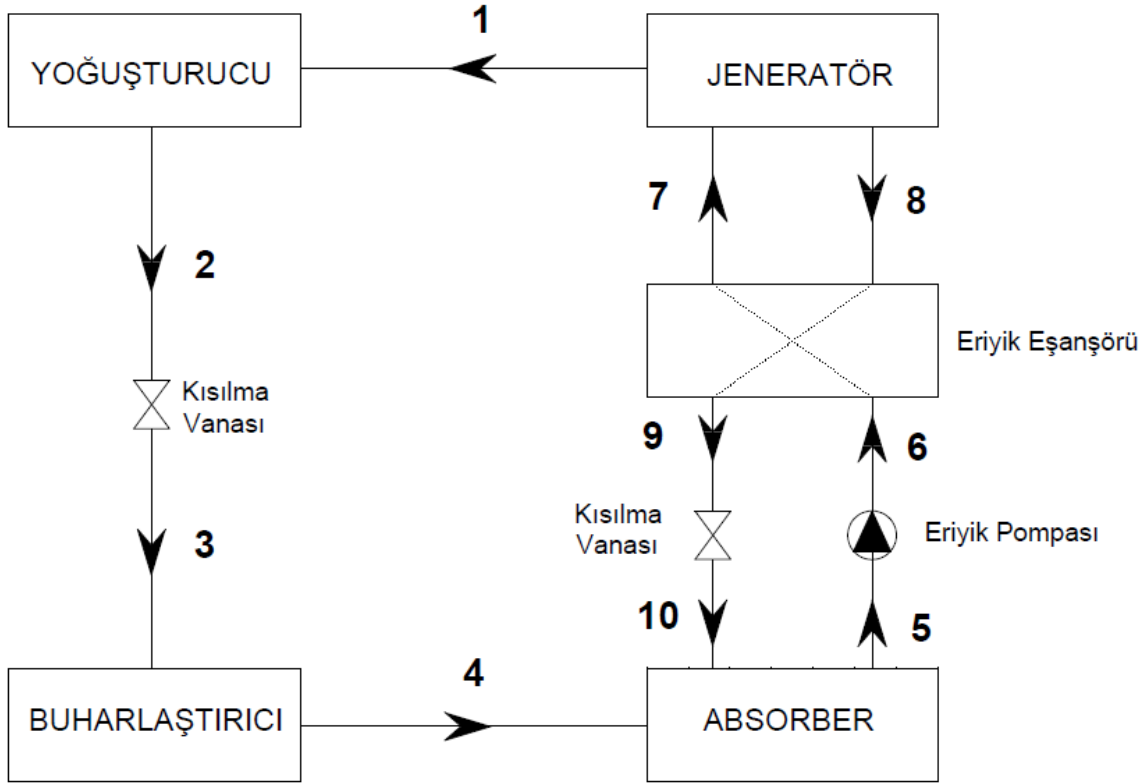 1
YOĞUŞTURUCU
JENERATÖR
7
8
2
Eriyik Eşanşörü
Kısılma
Vanası
9
6
Kısılma
Vanası
Eriyik Pompası
3
10
5
4
BUHARLAŞTIRICI
ABSORBER